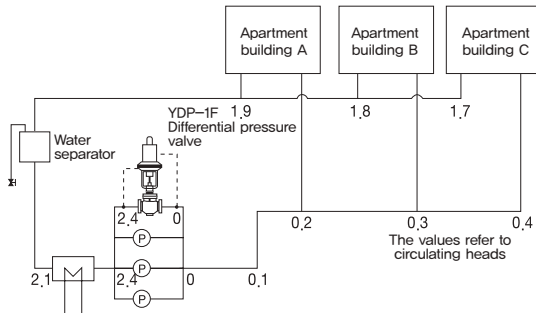 Apartment
building A
Apartment
building B
Apartment
building C
1.9
1.8
1.7
YDP-1F
Differential pressure
valve
Water
separator
2.4
0
P
0.2
0.3
0.4
The values refer to
circulating heads
P
2.1
2.4
0
0.1
P